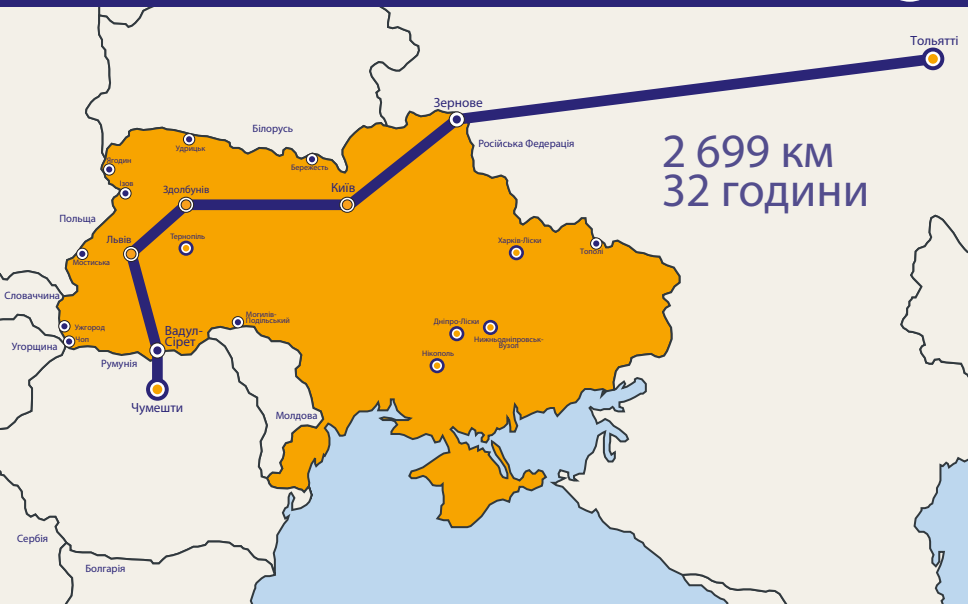 Тольятті
Зернове
Білорусь
Російська Федерація
2 699 км
32 години
Удрицьк
Бережесть
Ягодин
Ізов
Здолбунів
Київ
Польща
Львів
Тернопіль
Харків-Ліски
Тополі
Мостиська
Словаччина
Могилів-
Подільський
Ужгород
Чоп
Вадул-
Сірет
Дніпро-Ліски
Нижньодніпровськ-
Вузол
Угорщина
Румунія
Нікополь
Чумешти
Молдова
Сербія
Болгарія